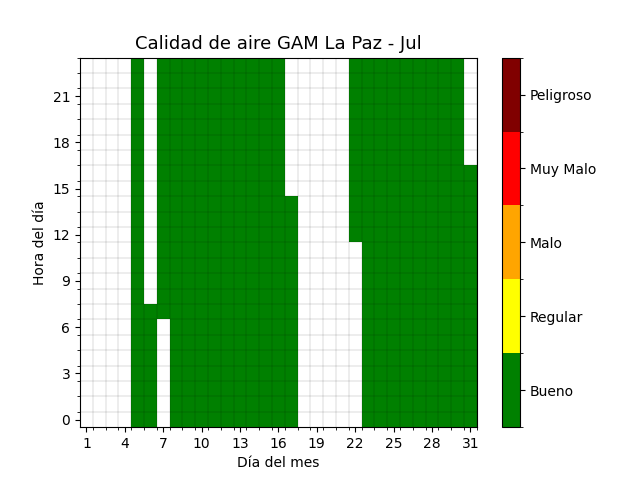 Calidad de aire GAM La Paz - Jul
Hora del día
21
18
15
12
9
6
3
0
1 4 7 10 13 16 19 22 25 28 31
Día del mes
Peligroso
Muy Malo
Malo
Regular
Bueno